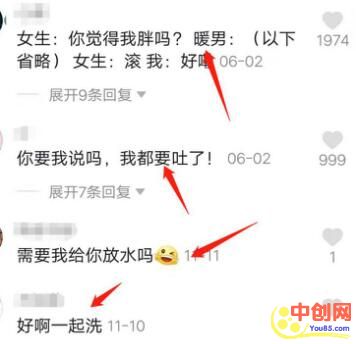 女生：你觉得我胖吗？ 暖男：（以下
省略）女生：滚 我：好嘞 06-02
1974
展开9条回复
你要我说吗，我都要吐了！ 06-02
999
展开7条回复
需要我给你放水吗😜 11-11
1
好啊一起洗 11-10
中创网
You85.com